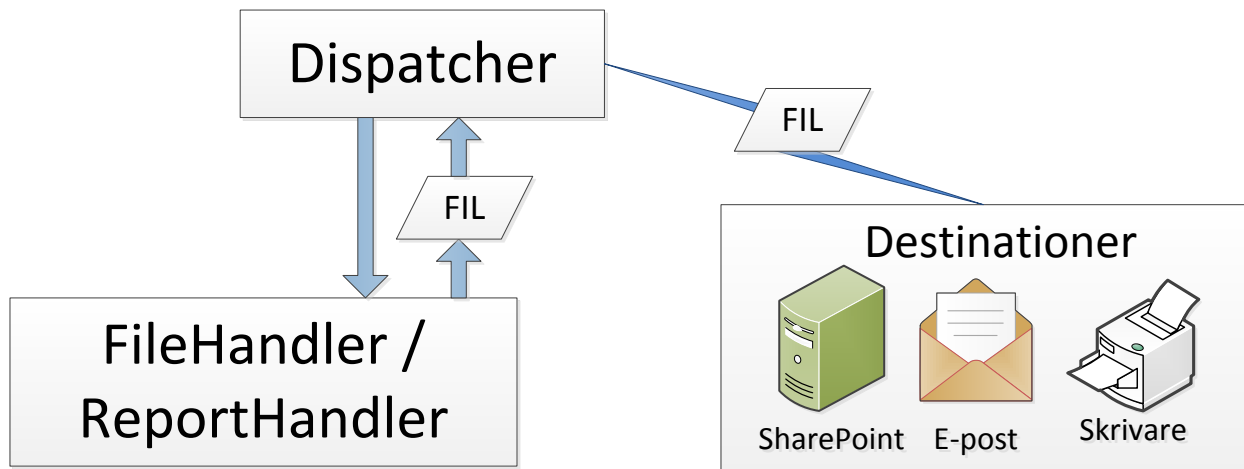 Dispatcher
FIL
FIL
Destinationer
FileHandler /
ReportHandler
SharePoint
E-post
Skrivare